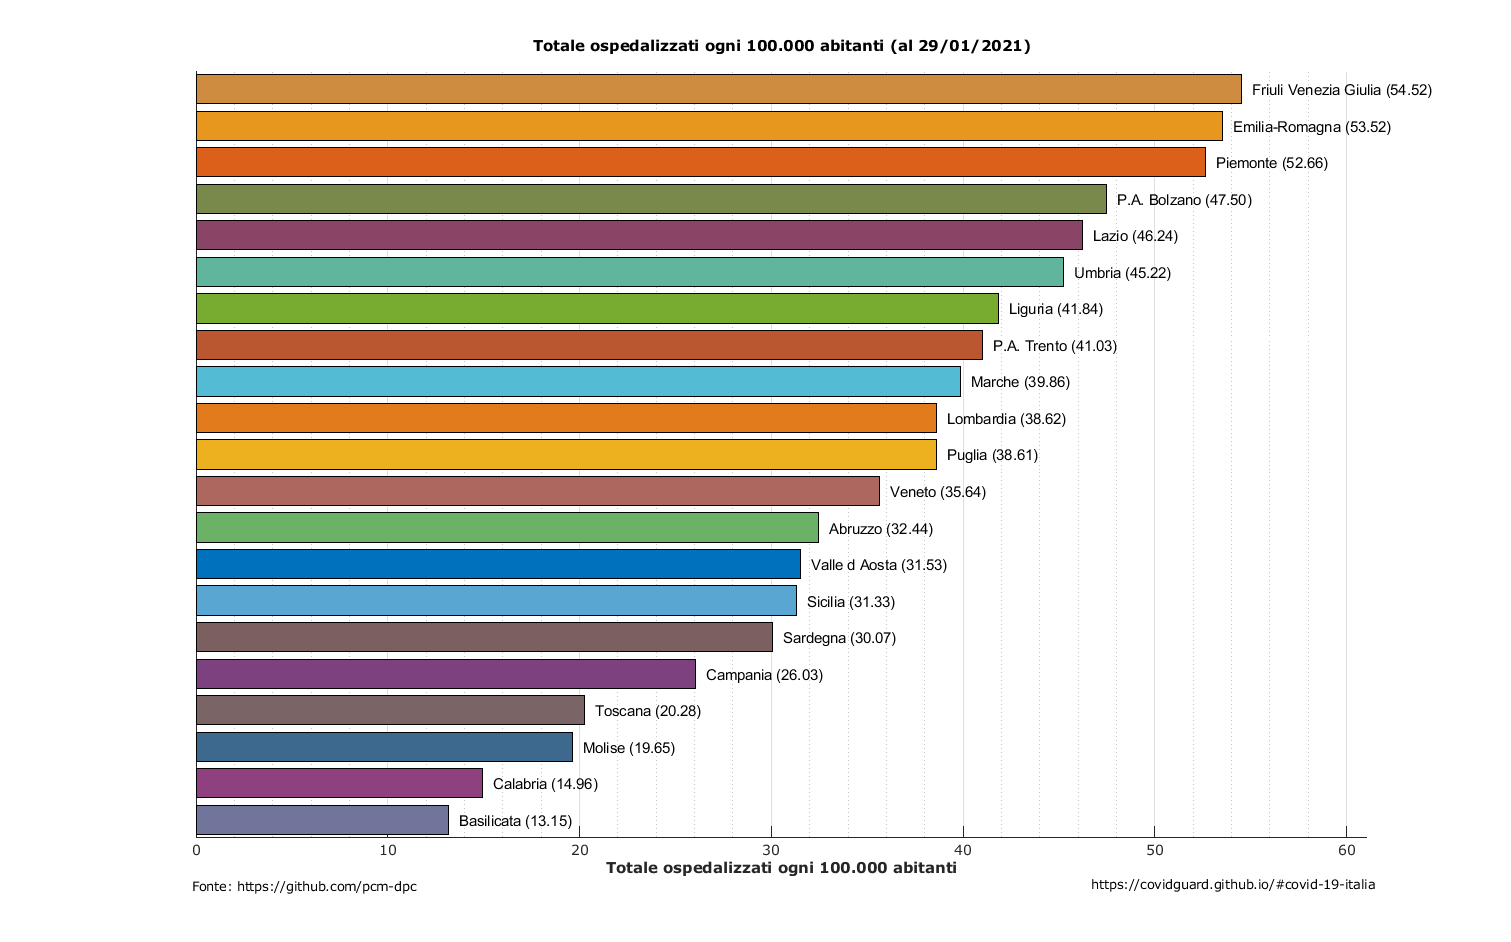 Totale ospedalizzati ogni 100.000 abitanti (al 29/01/2021)
Friuli Venezia Giulia (54.52)
Emilia-Romagna (53.52)
Piemonte (52.66)
P.A. Bolzano (47.50)
Lazio (46.24)
Umbria (45.22)
Liguria (41.84)
P.A. Trento (41.03)
Marche (39.86)
Lombardia (38.62)
Puglia (38.61)
Veneto (35.64)
Abruzzo (32.44)
Valle d Aosta (31.53)
Sicilia (31.33)
Sardegna (30.07)
Campania (26.03)
Toscana (20.28)
Molise (19.65)
Calabria (14.96)
Basilicata (13.15)
0 10 20 30 40 50 60
Totale ospedalizzati ogni 100.000 abitanti
Fonte: https://github.com/pcm-dpc
https://covidguard.github.io/#covid-19-italia